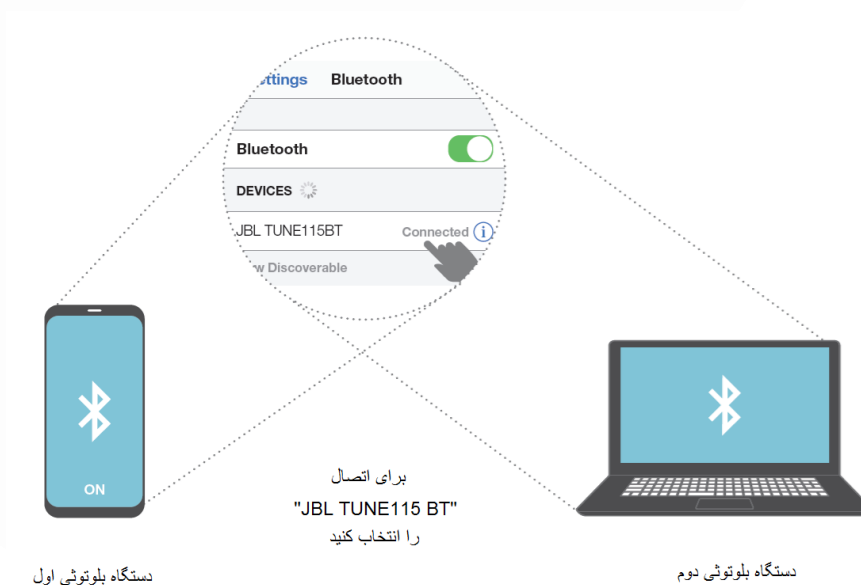 Settings Bluetooth
Bluetooth
DEVICES
JBL TUNE115BT Connected i
Now Discoverable
ON
برای اتصال
"JBL TUNE115 BT"
را انتخاب کنید
دستگاه بلوتوثی اول
دستگاه بلوتوثی دوم